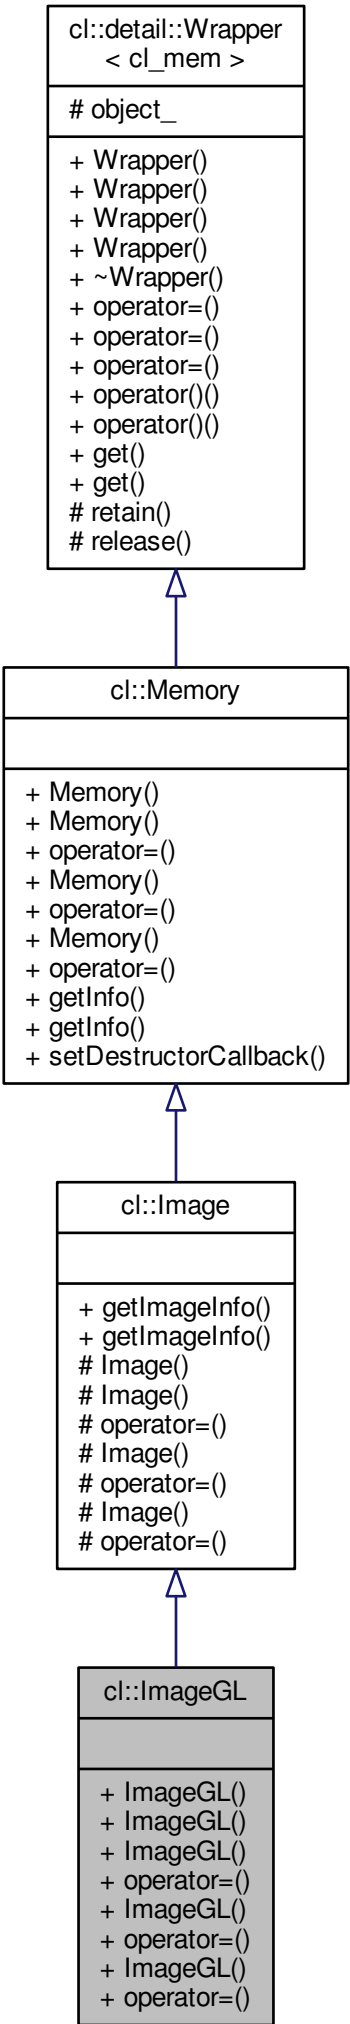 cl::detail::Wrapper
< cl_mem >
# object_
+ Wrapper()
+ Wrapper()
+ Wrapper()
+ Wrapper()
+ ~Wrapper()
+ operator=()
+ operator=()
+ operator=()
+ operator()()
+ operator()()
+ get()
+ get()
# retain()
# release()
cl::Memory
+ Memory()
+ Memory()
+ operator=()
+ Memory()
+ operator=()
+ Memory()
+ operator=()
+ getInfo()
+ getInfo()
+ setDestructorCallback()
cl::Image
+ getImageInfo()
+ getImageInfo()
# Image()
# Image()
# operator=()
# Image()
# operator=()
# Image()
# operator=()
cl::ImageGL
+ ImageGL()
+ ImageGL()
+ ImageGL()
+ operator=()
+ ImageGL()
+ operator=()
+ ImageGL()
+ operator=()